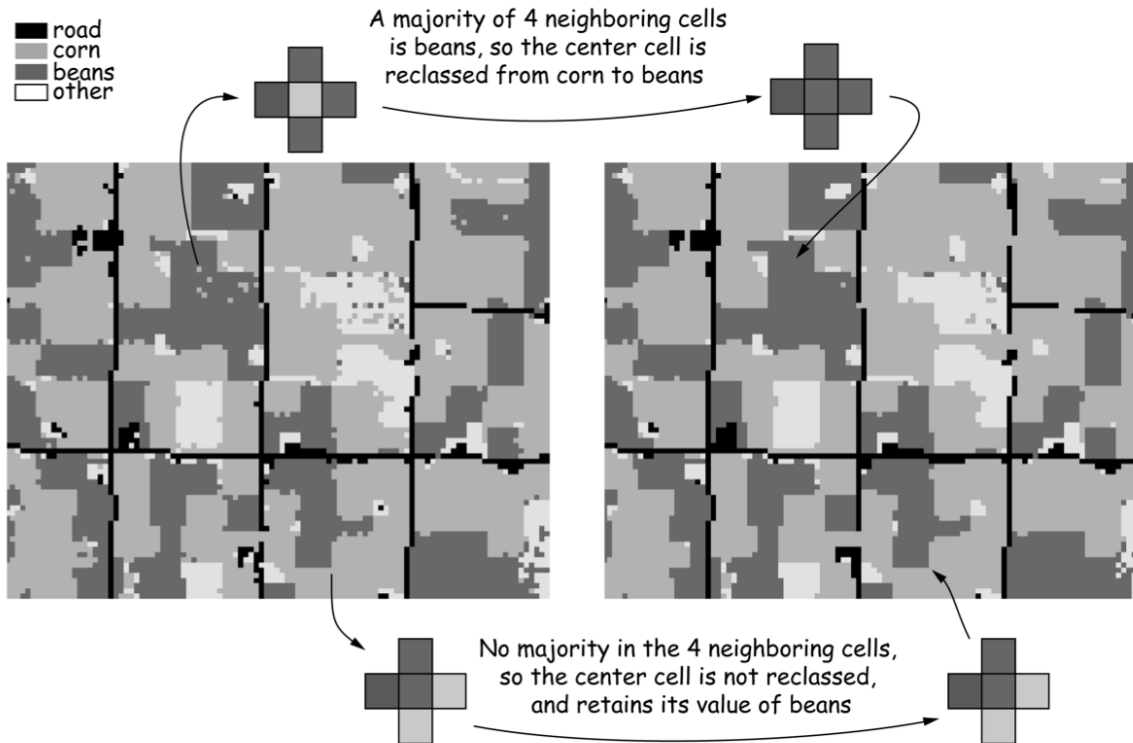 road
corn
beans
other
A majority of 4 neighboring cells
is beans, so the center cell is
reclassed from corn to beans
No majority in the 4 neighboring cells,
so the center cell is not reclassed,
and retains its value of beans